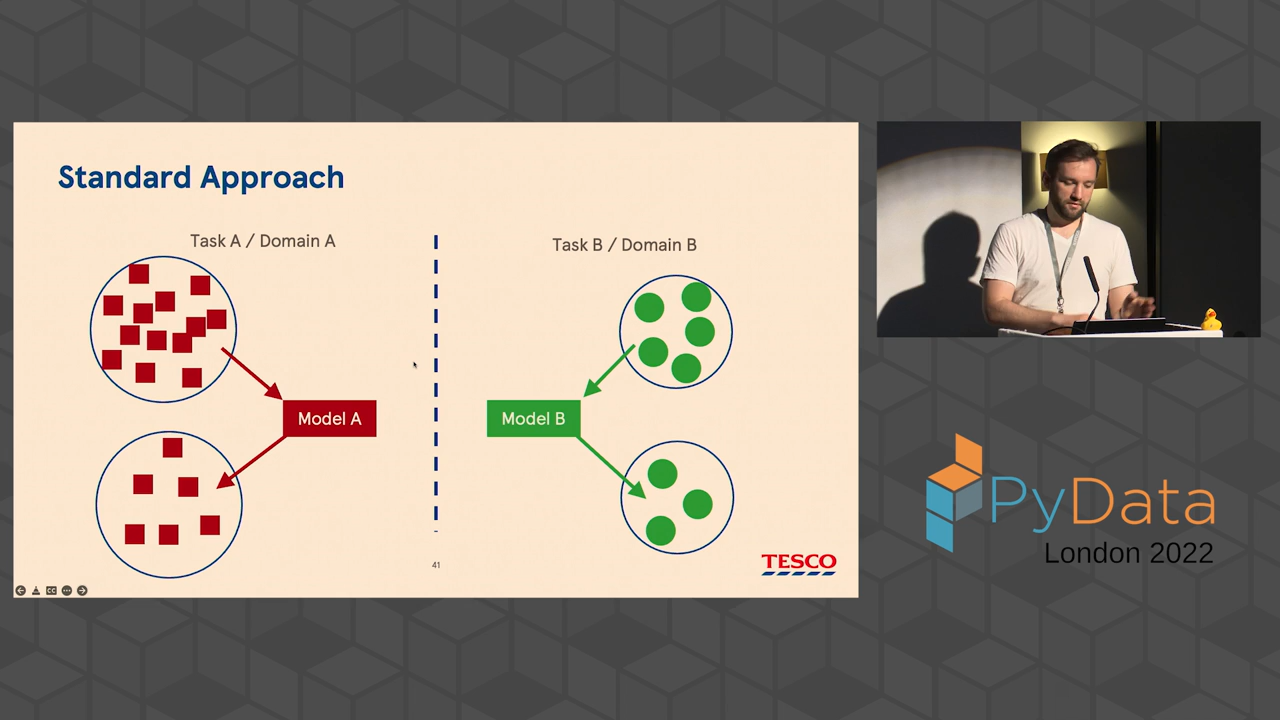 Standard Approach
Task A / Domain A
Task B / Domain B
Model A
Model B
41
TESCO
PyData
London 2022